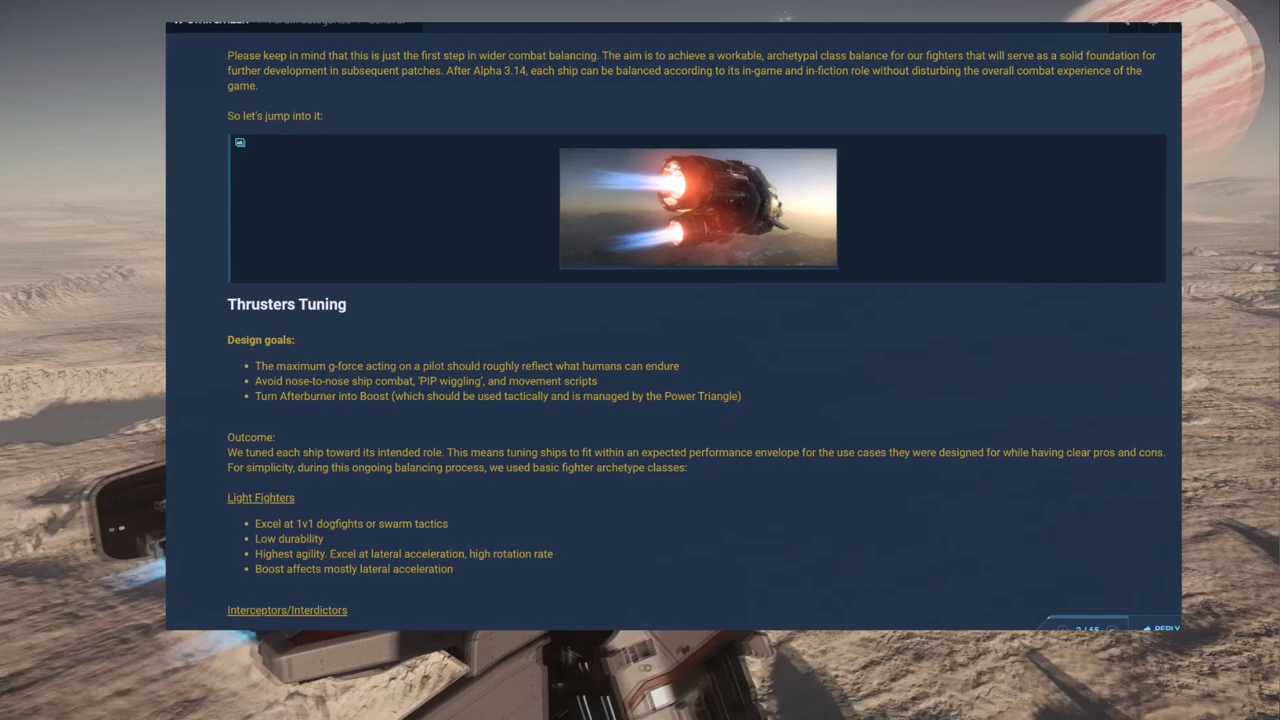 Please keep in mind that this is just the first step in wider combat balancing. The aim is to achieve a workable, archetypal class balance for our fighters that will serve as a solid foundation for
further development in subsequent patches. After Alpha 3.14, each ship can be balanced according to its in-game and in-fiction role without disturbing the overall combat experience of the
game.
So let's jump into it:
Thrusters Tuning
Design goals:
• The maximum g-force acting on a pilot should roughly reflect what humans can endure
• Avoid nose-to-nose ship combat, 'PIP wiggling', and movement scripts
• Turn Afterburner into Boost (which should be used tactically and is managed by the Power Triangle)
Outcome:
We tuned each ship toward its intended role. This means tuning ships to fit within an expected performance envelope for the use cases they were designed for while having clear pros and cons.
For simplicity, during this ongoing balancing process, we used basic fighter archetype classes:
Light Fighters
• Excel at 1v1 dogfights or swarm tactics
• Low durability
• Highest agility. Excel at lateral acceleration, high rotation rate
• Boost affects mostly lateral acceleration
Interceptors/Interdictors
REPLY